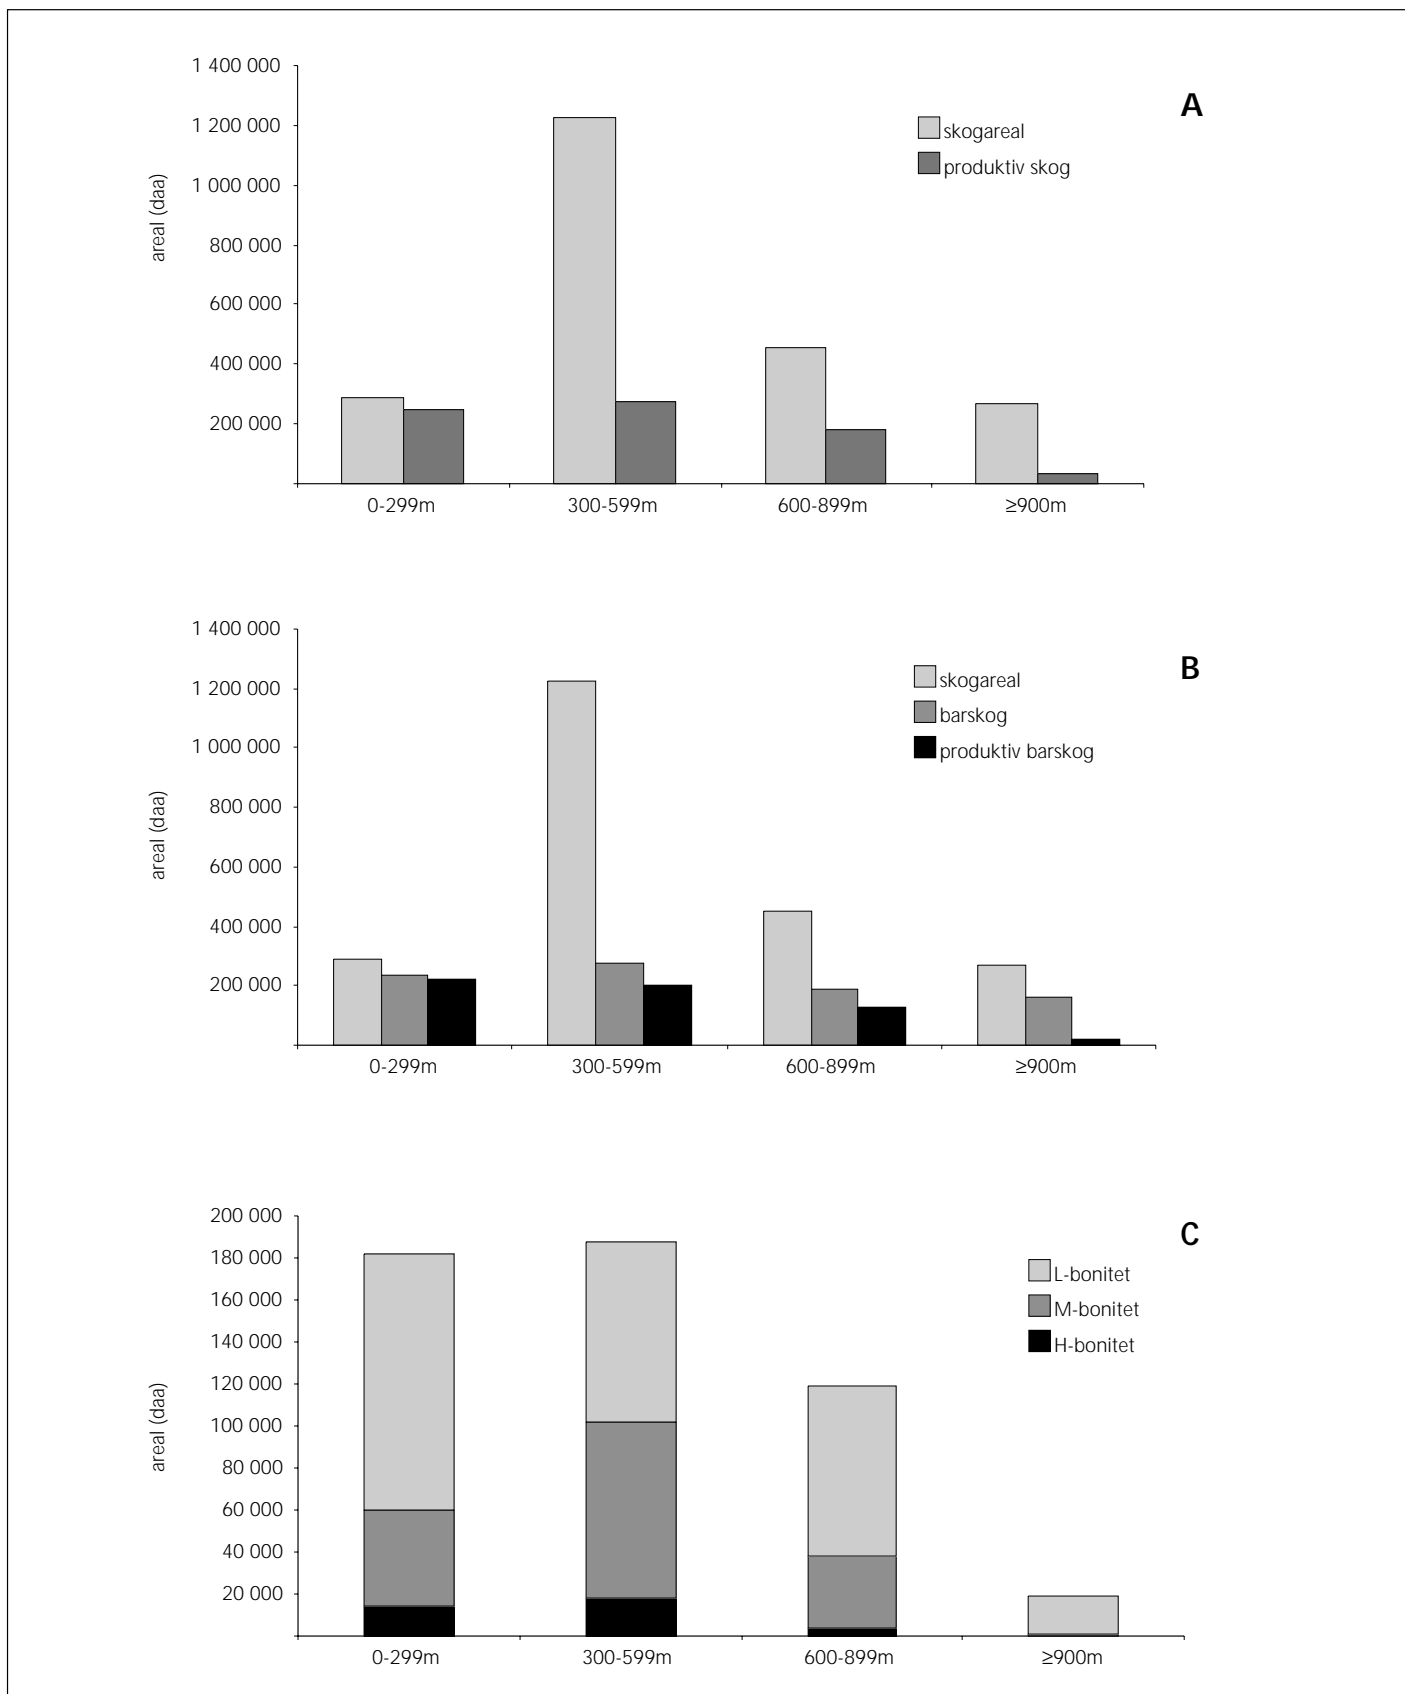 A
1 400 000
1 200 000
1 000 000
800 000
600 000
400 000
200 000
areal (daa)
skogareal
produktiv skog
0-299m
300-599m
600-899m
≥900m
B
1 400 000
1 200 000
1 000 000
800 000
600 000
400 000
200 000
areal (daa)
skogareal
barskog
produktiv barskog
0-299m
300-599m
600-899m
≥900m
C
200 000
180 000
160 000
140 000
120 000
100 000
80 000
60 000
40 000
20 000
areal (daa)
L-bonitet
M-bonitet
H-bonitet
0-299m
300-599m
600-899m
≥900m